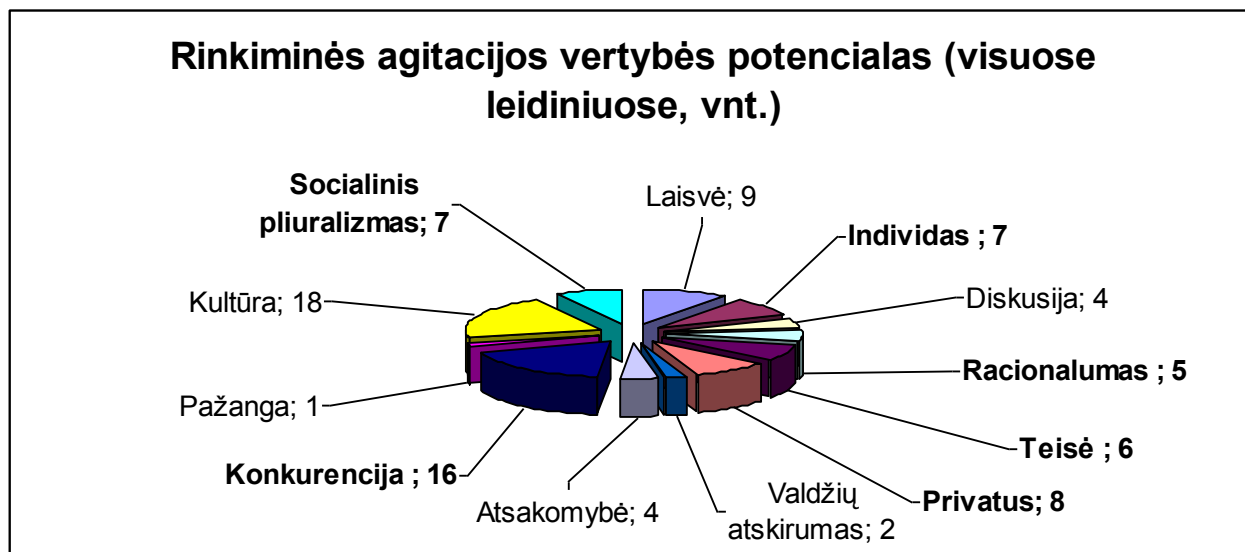 Rinkiminės agitacijos vertybės potencialas (visuose
leidiniuose, vnt.)
Socialinis
pliuralizmas; 7
Laisvė; 9
Individas ; 7
Kultūra; 18
Diskusija; 4
Racionalumas ; 5
Pažanga; 1
Teisė ; 6
Konkurencija ; 16
Atsakomybė; 4
Valdžių
atskirumas; 2
Privatus; 8